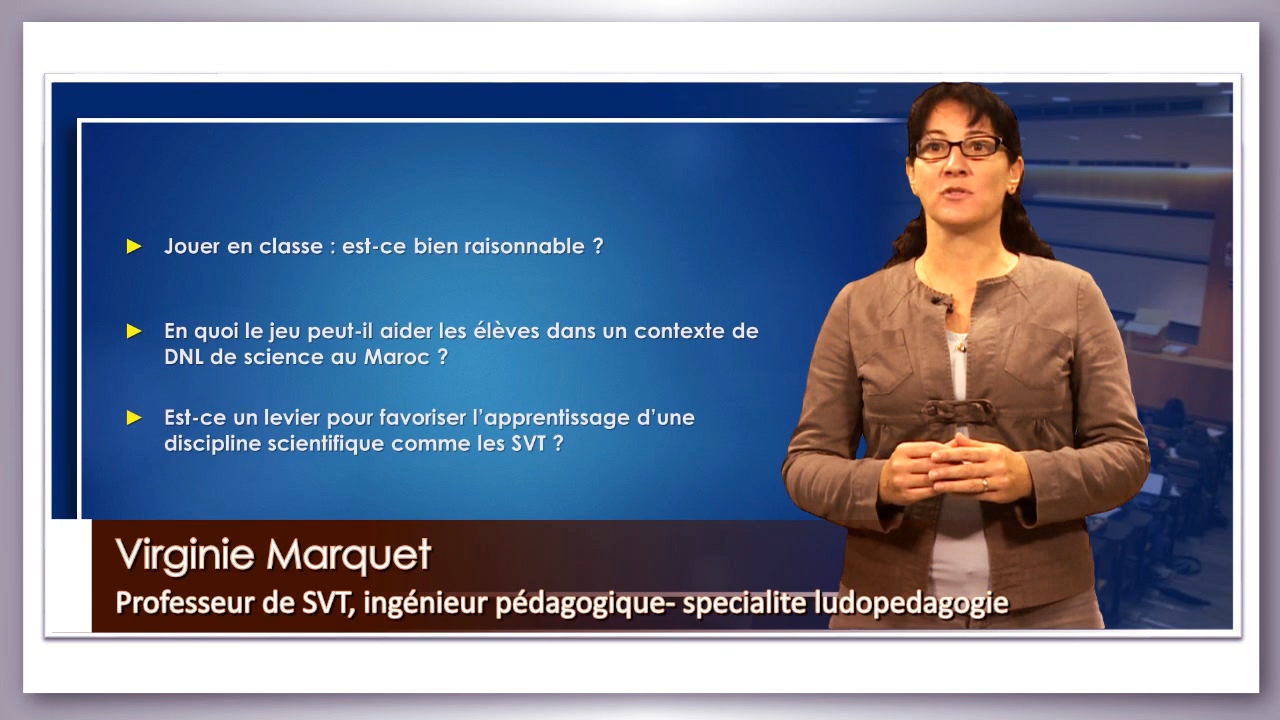 Jouer en classe : est-ce bien raisonnable ?
En quoi le jeu peut-il aider les élèves dans un contexte de
DNL de science au Maroc ?
Est-ce un levier pour favoriser l’apprentissage d’une
discipline scientifique comme les SVT ?
Virginie Marquet
Professeur de SVT, ingénieur pédagogique- specialite ludopedagogie